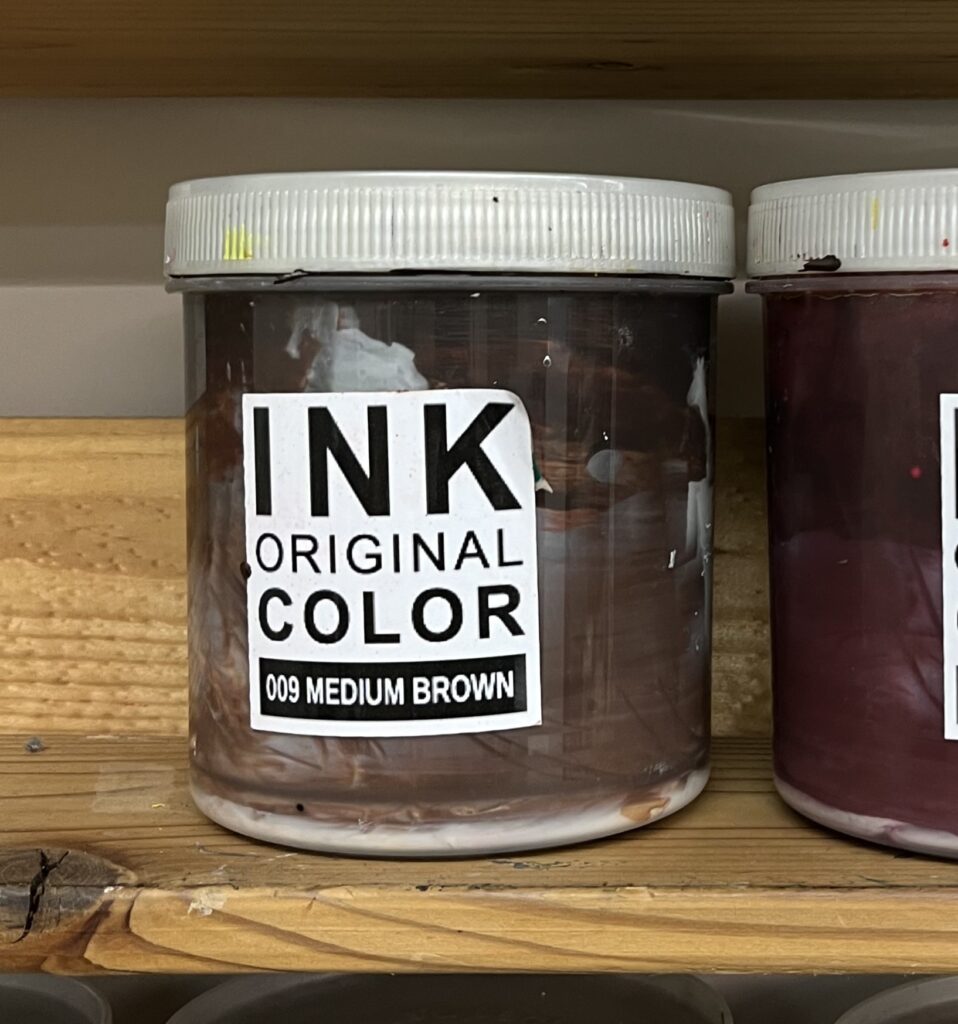 INK
ORIGINAL
COLOR
009 MEDIUM BROWN